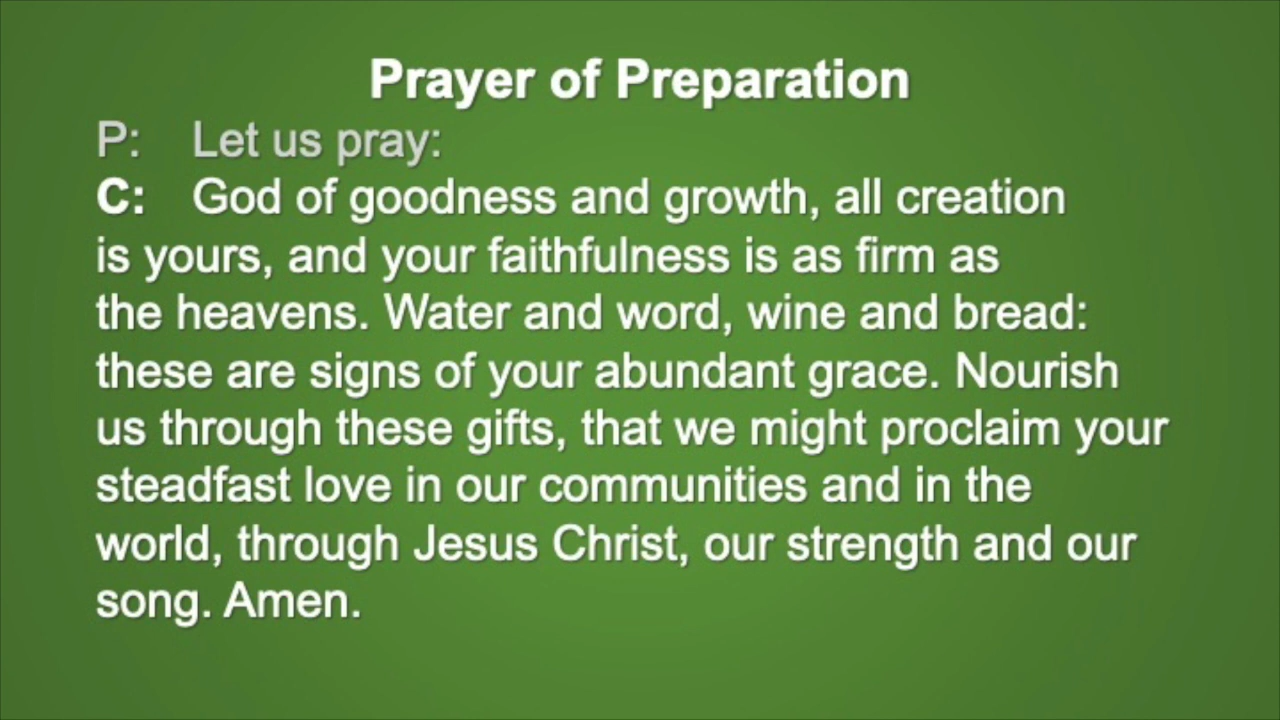 Prayer of Preparation
P: Let us pray:
C: God of goodness and growth, all creation
is yours, and your faithfulness is as firm as
the heavens. Water and word, wine and bread:
these are signs of your abundant grace. Nourish
us through these gifts, that we might proclaim your
steadfast love in our communities and in the
world, through Jesus Christ, our strength and our
song. Amen.